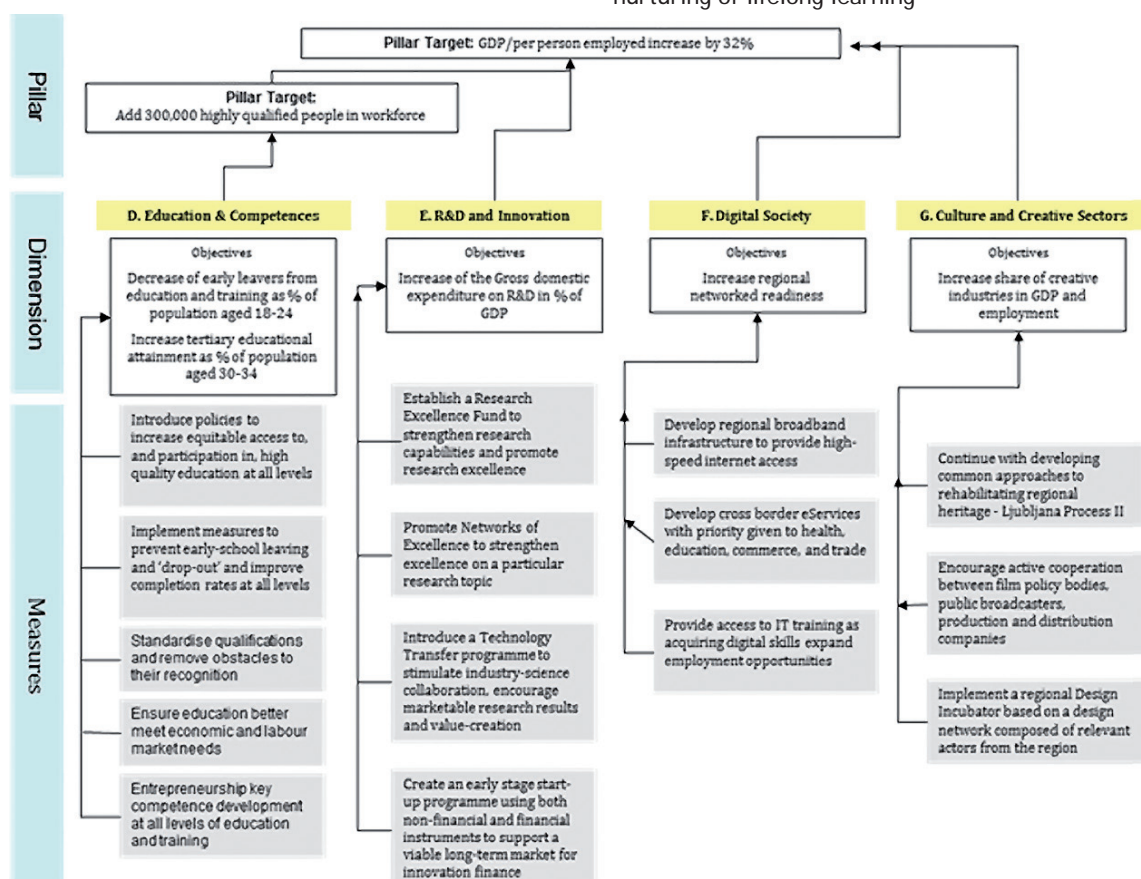 nurturing of lifelong learning
Pillar
Pillar Target: GDP/per person employed increase by 32%
Pillar Target:
Add 300,000 highly qualified people in workforce
Dimension
D. Education & Competences
Objectives
Decrease of early leavers from
education and training as % of
population aged 18-24
Increase tertiary educational
attainment as % of population
aged 30-34
E. R&D and Innovation
Objectives
Increase of the Gross domestic
expenditure on R&D in % of
GDP
F. Digital Society
Objectives
Increase regional
networked readiness
G. Culture and Creative Sectors
Objectives
Increase share of creative
industries in GDP and
employment
Measures
Introduce policies to
increase equitable access to,
and participation in, high
quality education at all levels
Implement measures to
prevent early-school leaving
and ‘drop-out’ and improve
completion rates at all levels
Standardise qualifications
and remove obstacles to
their recognition
Ensure education better
meet economic and labour
market needs
Entrepreneurship key
competence development
at all levels of education
and training
Establish a Research
Excellence Fund to
strengthen research
capabilities and promote
research excellence
Promote Networks of
Excellence to strengthen
excellence on a particular
research topic
Introduce a Technology
Transfer programme to
stimulate industry-science
collaboration, encourage
marketable research results
and value-creation
Create an early stage start-
up programme using both
non-financial and financial
instruments to support a
viable long-term market for
innovation finance
Develop regional broadband
infrastructure to provide high-
speed internet access
Develop cross border eServices
with priority given to health,
education, commerce, and trade
Provide access to IT training as
acquiring digital skills expand
employment opportunities
Continue with developing
common approaches to
rehabilitating regional
heritage - Ljubljana Process II
Encourage active cooperation
between film policy bodies,
public broadcasters,
production and distribution
companies
Implement a regional Design
Incubator based on a design
network composed of relevant
actors from the region